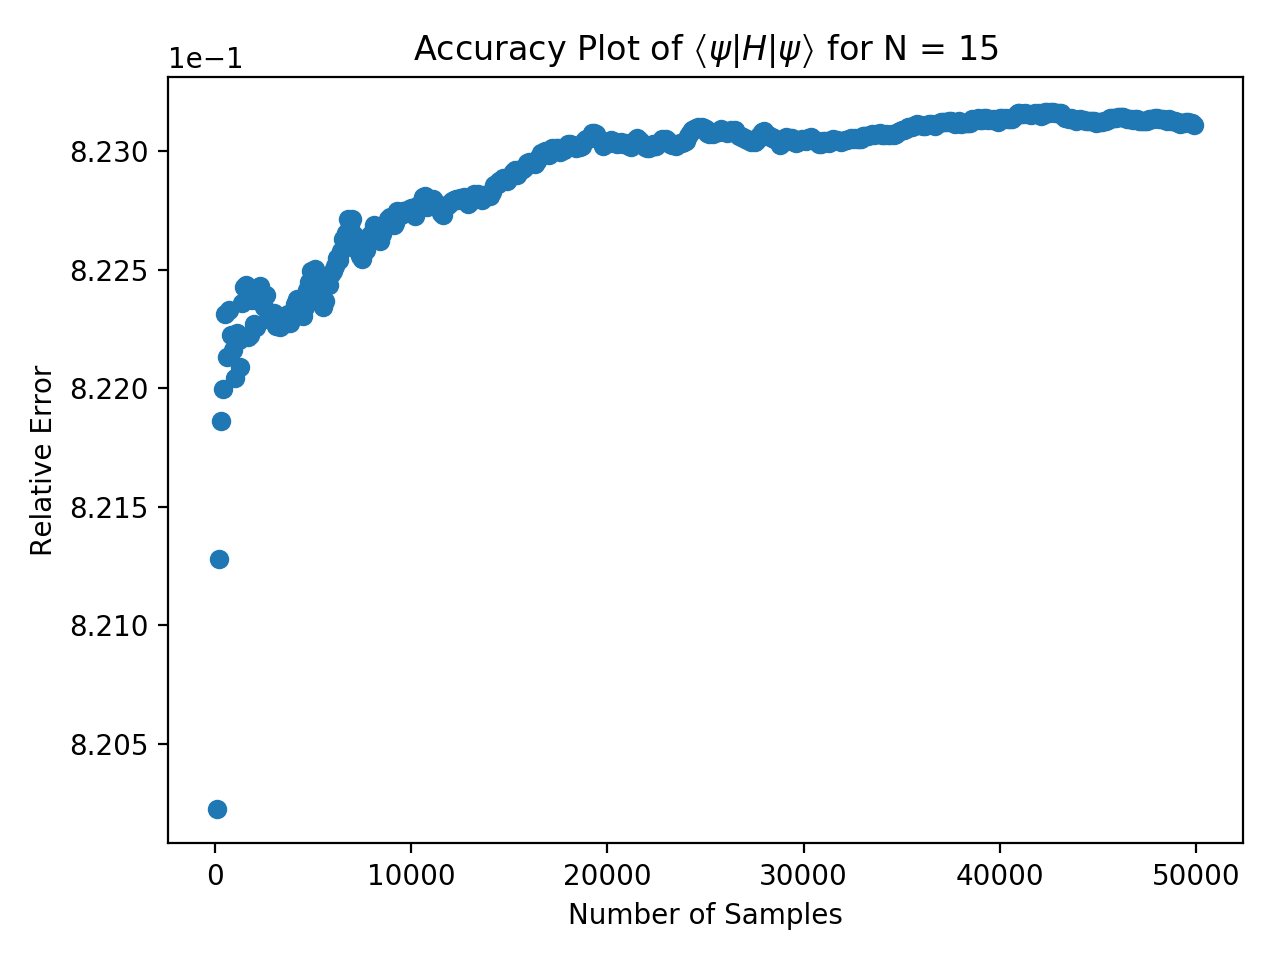 Accuracy Plot of ⟨ψ|H|ψ⟩ for N = 15
1e−1
8.230
8.225
8.220
8.215
8.210
8.205
Relative Error
0 10000 20000 30000 40000 50000
Number of Samples